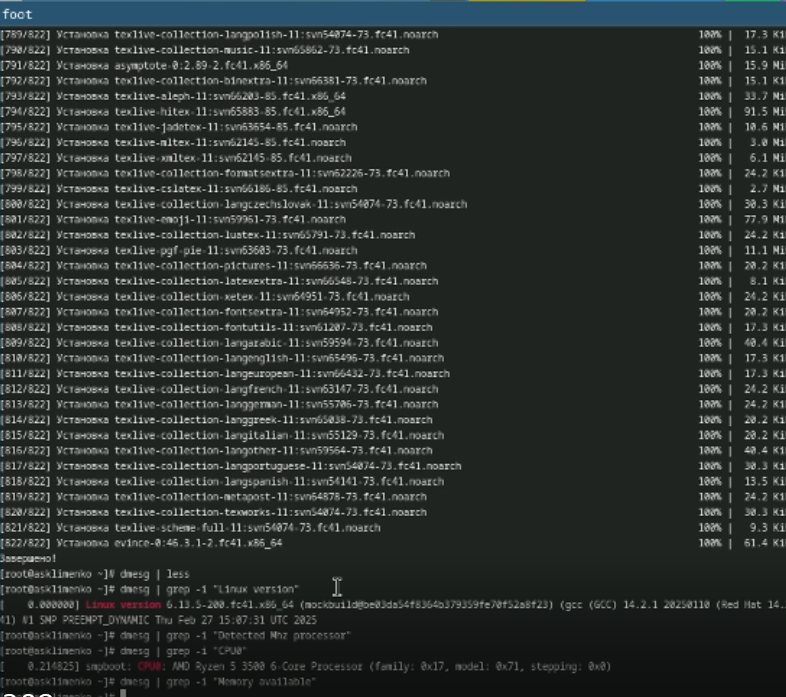 foot
[789/822] Установка texlive-collection-langpolish-11:svn54074-73.fc41.noarch 100% | 17.3 Ki
[790/822] Установка texlive-collection-music-11:svn65862-73.fc41.noarch 100% | 15.1 Ki
[791/822] Установка asymptote-0:2.89-2.fc41.x86_64 100% | 15.9 Mi
[792/822] Установка texlive-collection-binextra-11:svn66381-73.fc41.noarch 100% | 15.1 Ki
[793/822] Установка texlive-aleph-11:svn66203-85.fc41.x86_64 100% | 33.7 Mi
[794/822] Установка texlive-hitex-11:svn65883-85.fc41.x86_64 100% | 91.5 Mi
[795/822] Установка texlive-jadetex-11:svn63654-85.fc41.noarch 100% | 10.6 Ki
[796/822] Установка texlive-mltex-11:svn62145-85.fc41.noarch 100% | 3.0 Ki
[797/822] Установка texlive-xmltex-11:svn62145-85.fc41.noarch 100% | 6.1 Ki
[798/822] Установка texlive-collection-formatsextra-11:svn62226-73.fc41.noarch 100% | 24.2 Ki
[799/822] Установка texlive-cslatex-11:svn66186-85.fc41.noarch 100% | 2.7 Ki
[800/822] Установка texlive-collection-langczechslovak-11:svn54074-73.fc41.noarch 100% | 30.3 Ki
[801/822] Установка texlive-emoji-11:svn59961-73.fc41.noarch 100% | 77.9 Mi
[802/822] Установка texlive-collection-luatex-11:svn65791-73.fc41.noarch 100% | 24.2 Ki
[803/822] Установка texlive-pgf-pie-11:svn63603-73.fc41.noarch 100% | 11.1 Mi
[804/822] Установка texlive-collection-pictures-11:svn66636-73.fc41.noarch 100% | 20.2 Ki
[805/822] Установка texlive-collection-latexextra-11:svn66548-73.fc41.noarch 100% | 8.1 Ki
[806/822] Установка texlive-collection-xetex-11:svn64951-73.fc41.noarch 100% | 24.2 Ki
[807/822] Установка texlive-collection-fontsextra-11:svn64952-73.fc41.noarch 100% | 20.2 Ki
[808/822] Установка texlive-collection-fontutils-11:svn61207-73.fc41.noarch 100% | 17.3 Ki
[809/822] Установка texlive-collection-langarabic-11:svn59594-73.fc41.noarch 100% | 40.4 Ki
[810/822] Установка texlive-collection-langenglish-11:svn65496-73.fc41.noarch 100% | 17.3 Ki
[811/822] Установка texlive-collection-langeuropean-11:svn66432-73.fc41.noarch 100% | 17.3 Ki
[812/822] Установка texlive-collection-langfrench-11:svn63147-73.fc41.noarch 100% | 24.2 Ki
[813/822] Установка texlive-collection-langgerman-11:svn55706-73.fc41.noarch 100% | 24.2 Ki
[814/822] Установка texlive-collection-langgreek-11:svn65038-73.fc41.noarch 100% | 20.2 Ki
[815/822] Установка texlive-collection-langitalian-11:svn55129-73.fc41.noarch 100% | 20.2 Ki
[816/822] Установка texlive-collection-langother-11:svn59564-73.fc41.noarch 100% | 40.4 Ki
[817/822] Установка texlive-collection-langportuguese-11:svn54074-73.fc41.noarch 100% | 30.3 Ki
[818/822] Установка texlive-collection-langspanish-11:svn54141-73.fc41.noarch 100% | 13.5 Ki
[819/822] Установка texlive-collection-metapost-11:svn64878-73.fc41.noarch 100% | 24.2 Ki
[820/822] Установка texlive-collection-texworks-11:svn54074-73.fc41.noarch 100% | 30.3 Ki
[821/822] Установка texlive-scheme-full-11:svn54074-73.fc41.noarch 100% | 9.3 Ki
[822/822] Установка evince-0:46.3.1-2.fc41.x86_64 100% | 61.4 Ki
Завершено!
[root@asklimenko ~]# dmesg | less
[root@asklimenko ~]# dmesg | grep -i "Linux version"
[ 0.000000] Linux version 6.13.5-200.fc41.x86_64 (mockbuild@be03da54f8364b379359fe70f52a8f23) (gcc (GCC) 14.2.1 20250110 (Red Hat 14.
41) #1 SMP PREEMPT_DYNAMIC Thu Feb 27 15:07:31 UTC 2025
[root@asklimenko ~]# dmesg | grep -i "Detected Mhz processor"
[root@asklimenko ~]# dmesg | grep -i "CPU0"
[ 0.214825] smpboot: CPU0: AMD Ryzen 5 3500 6-Core Processor (family: 0x17, model: 0x71, stepping: 0x0)
[root@asklimenko ~]# dmesg | grep -i "Memory available"